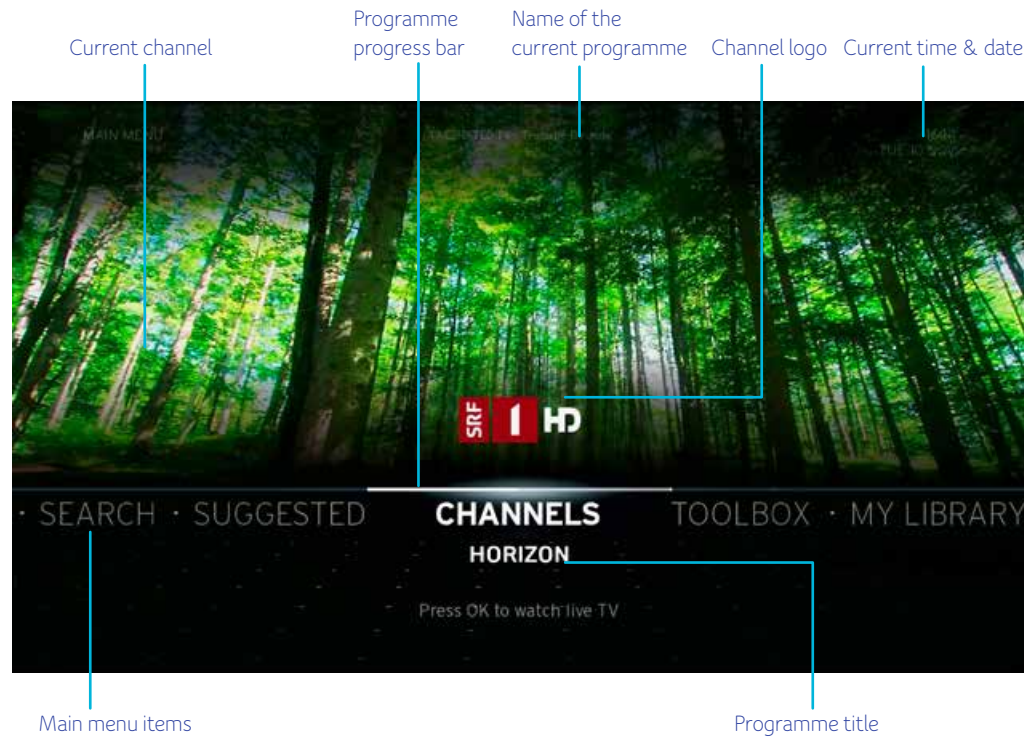 Programme
progress bar
Name of the
current programme
Current channel
Channel logo
Current time & date
MAIN MENU
SRF 1 HD
· SEARCH · SUGGESTED CHANNELS TOOLBOX · MY LIBRARY
HORIZON
Press OK to watch live TV
Main menu items
Programme title